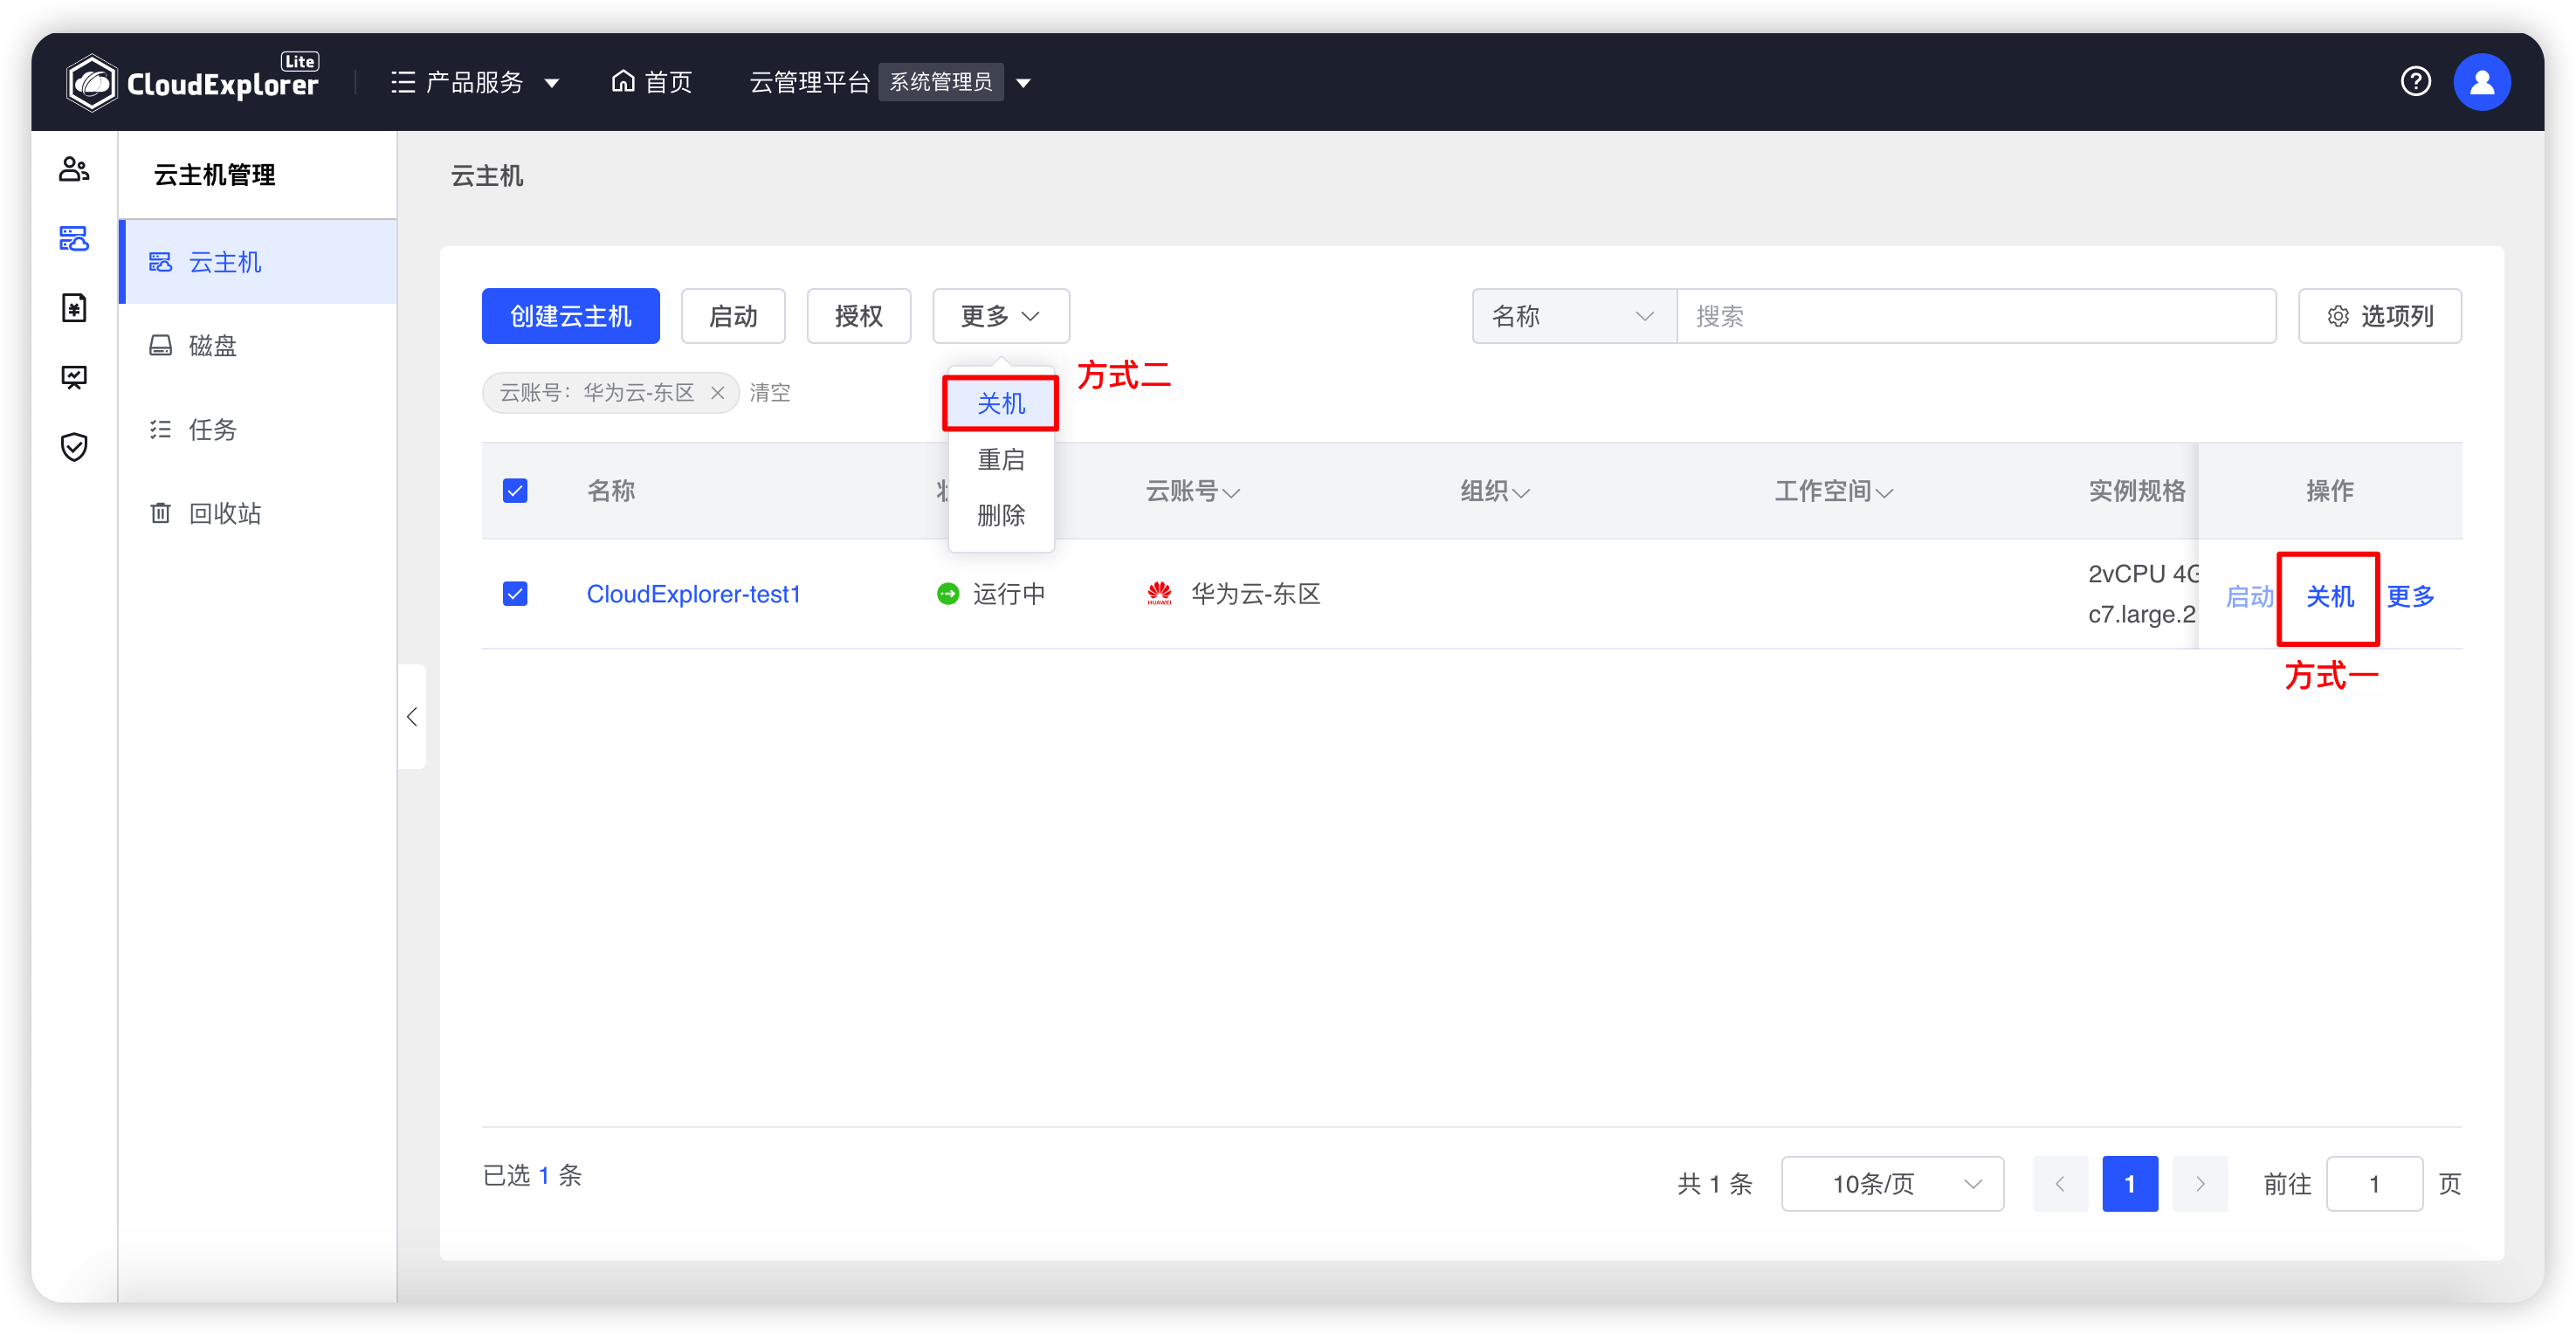 CloudExplorer Lite
产品服务
首页
云管理平台 系统管理员
云主机管理
云主机
磁盘
任务
回收站
云主机
创建云主机 启动 授权 更多
名称 搜索 选项列
云账号：华为云-东区 清空
方式二
关机
重启
删除
名称 云账号 组织 工作空间 实例规格 操作
CloudExplorer-test1 运行中 HUAWEI 华为云-东区
2vCPU 4G
c7.large.2
启动 关机 更多
方式一
已选 1 条
共 1 条 10条/页 1 前往 1 页